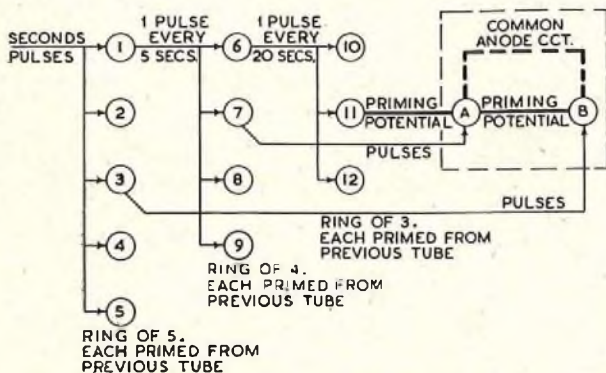 SECONDS
PULSES
1
1 PULSE
EVERY
5 SECS.
6
1 PULSE
EVERY
20 SECS.
10
COMMON
ANODE CCT.
2
7
11
PRIMING
POTENTIAL
A
PRIMING
POTENTIAL
B
PULSES
3
8
12
PULSES
RING OF 3.
EACH PRIMED FROM
PREVIOUS TUBE
4
9
RING OF 4.
EACH PRIMED FROM
PREVIOUS TUBE
5
RING OF 5.
EACH PRIMED FROM
PREVIOUS TUBE